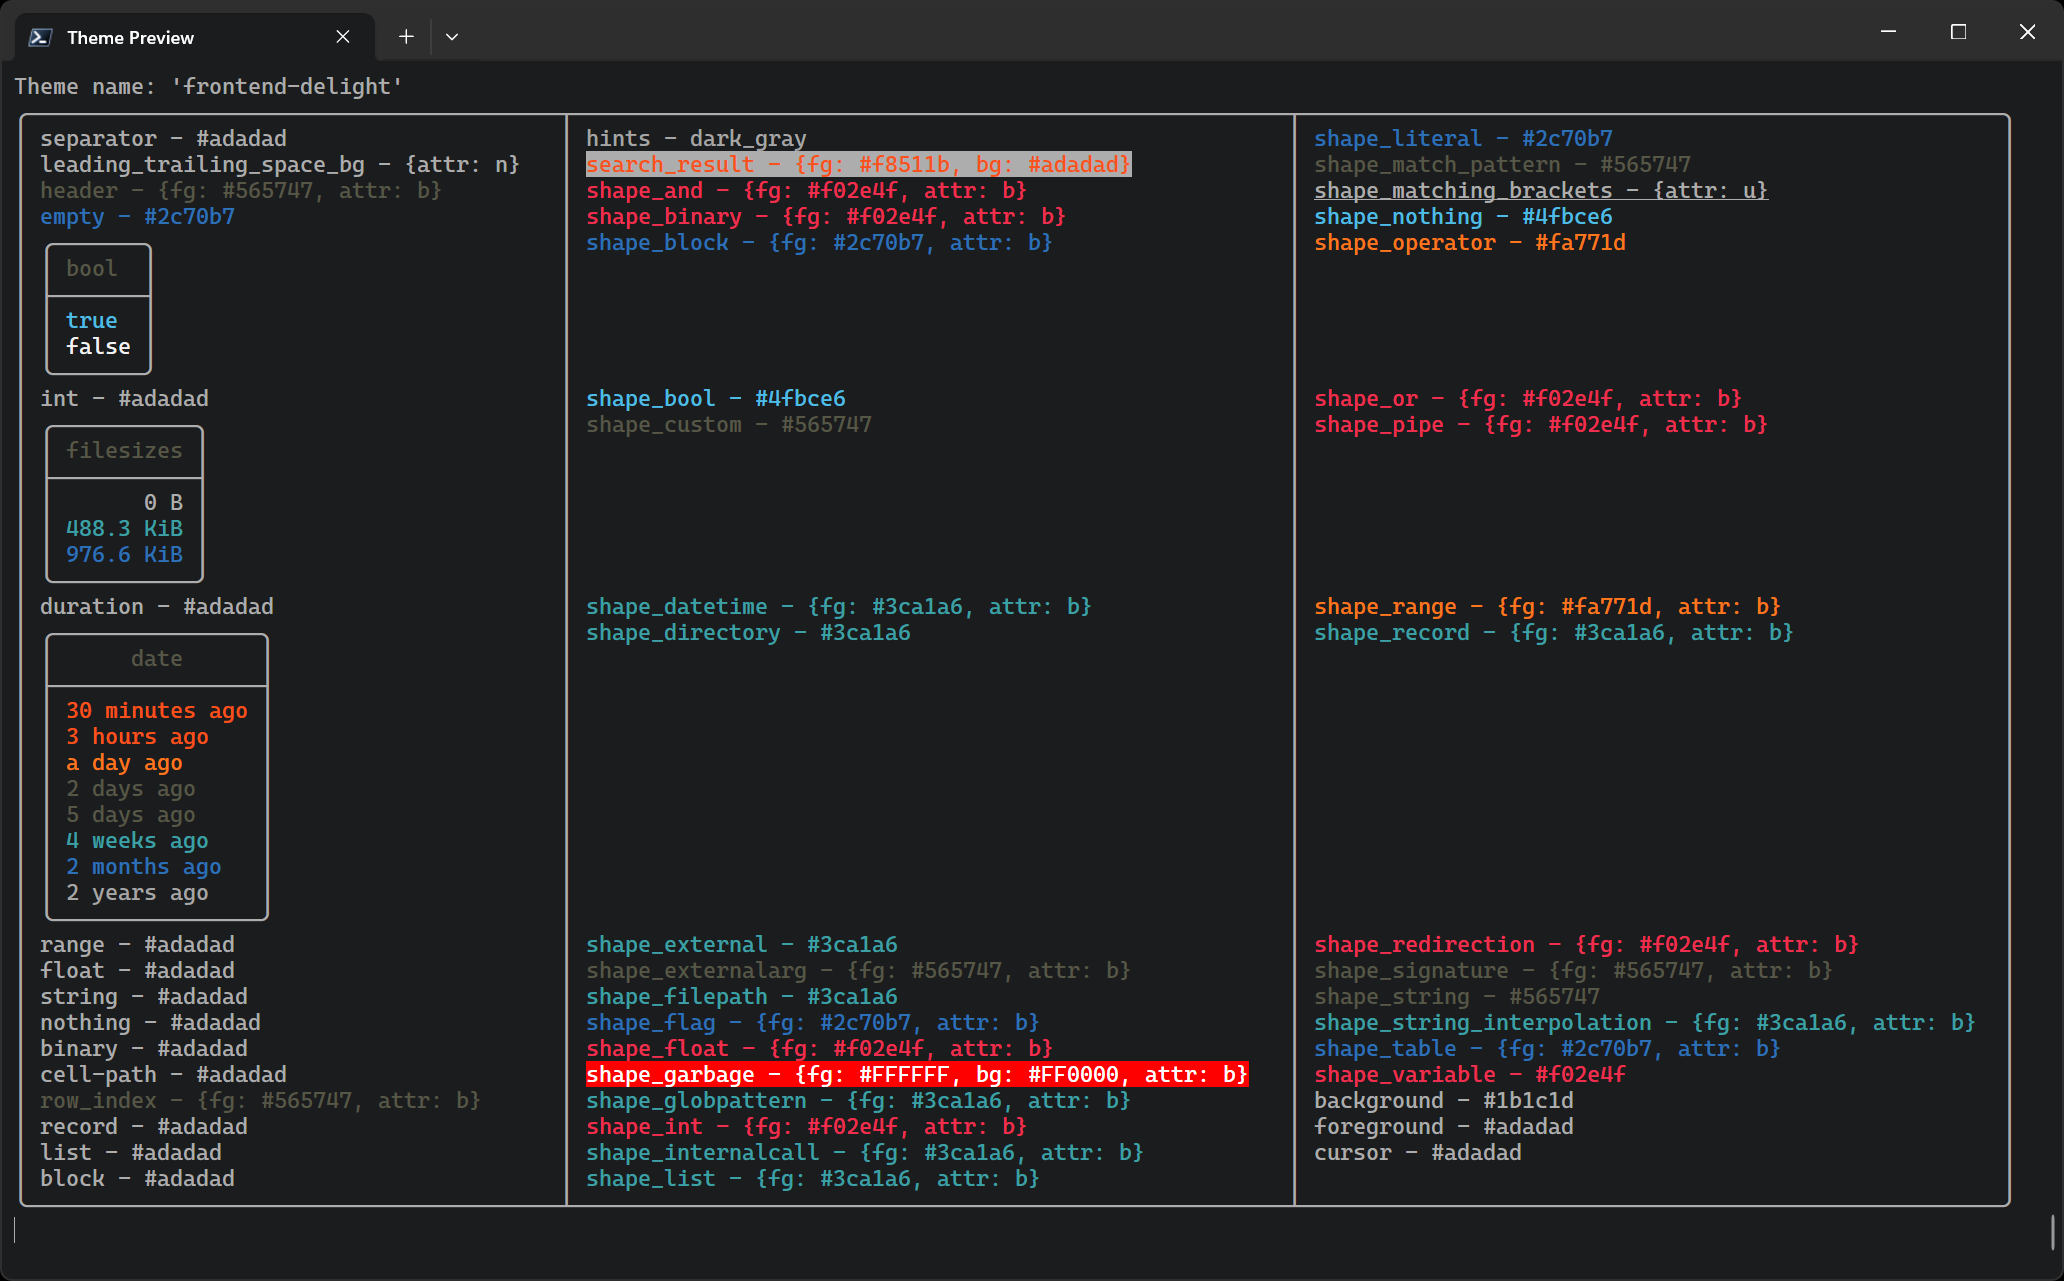 Theme Preview
Theme name: 'frontend-delight'
separator - #adadad
leading_trailing_space_bg - {attr: n}
header - {fg: #565747, attr: b}
empty - #2c70b7
bool
true
false
int - #adadad
filesizes
0 B
488.3 KiB
976.6 KiB
duration - #adadad
date
30 minutes ago
3 hours ago
a day ago
2 days ago
5 days ago
4 weeks ago
2 months ago
2 years ago
range - #adadad
float - #adadad
string - #adadad
nothing - #adadad
binary - #adadad
cell-path - #adadad
row_index - {fg: #565747, attr: b}
record - #adadad
list - #adadad
block - #adadad
hints - dark_gray
search_result - {fg: #f8511b, bg: #adadad}
shape_and - {fg: #f02e4f, attr: b}
shape_binary - {fg: #f02e4f, attr: b}
shape_block - {fg: #2c70b7, attr: b}
shape_bool - #4fbce6
shape_custom - #565747
shape_datetime - {fg: #3ca1a6, attr: b}
shape_directory - #3ca1a6
shape_external - #3ca1a6
shape_externalarg - {fg: #565747, attr: b}
shape_filepath - #3ca1a6
shape_flag - {fg: #2c70b7, attr: b}
shape_float - {fg: #f02e4f, attr: b}
shape_garbage - {fg: #FFFFFF, bg: #FF0000, attr: b}
shape_globpattern - {fg: #3ca1a6, attr: b}
shape_int - {fg: #f02e4f, attr: b}
shape_internalcall - {fg: #3ca1a6, attr: b}
shape_list - {fg: #3ca1a6, attr: b}
shape_literal - #2c70b7
shape_match_pattern - #565747
shape_matching_brackets - {attr: u}
shape_nothing - #4fbce6
shape_operator - #fa771d
shape_or - {fg: #f02e4f, attr: b}
shape_pipe - {fg: #f02e4f, attr: b}
shape_range - {fg: #fa771d, attr: b}
shape_record - {fg: #3ca1a6, attr: b}
shape_redirection - {fg: #f02e4f, attr: b}
shape_signature - {fg: #565747, attr: b}
shape_string - #565747
shape_string_interpolation - {fg: #3ca1a6, attr: b}
shape_table - {fg: #2c70b7, attr: b}
shape_variable - #f02e4f
background - #1b1c1d
foreground - #adadad
cursor - #adadad